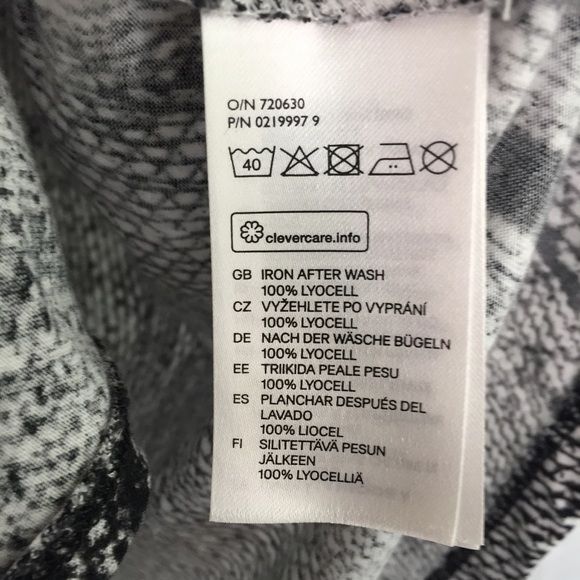 O/N 720630
P/N 0219997 9
40
clevercare.info
GB IRON AFTER WASH
100% LYOCELL
CZ VYŽEHLETE PO VYPRÁNÍ
100% LYOCELL
DE NACH DER WÄSCHE BÜGELN
100% LYOCELL
EE TRIIKIDA PEALE PESU
100% LYOCELL
ES PLANCHAR DESPUÉS DEL
LAVADO
100% LIOCEL
FI SILITETTÄVÄ PESUN
JÄLKEEN
100% LYOCELLIÄ